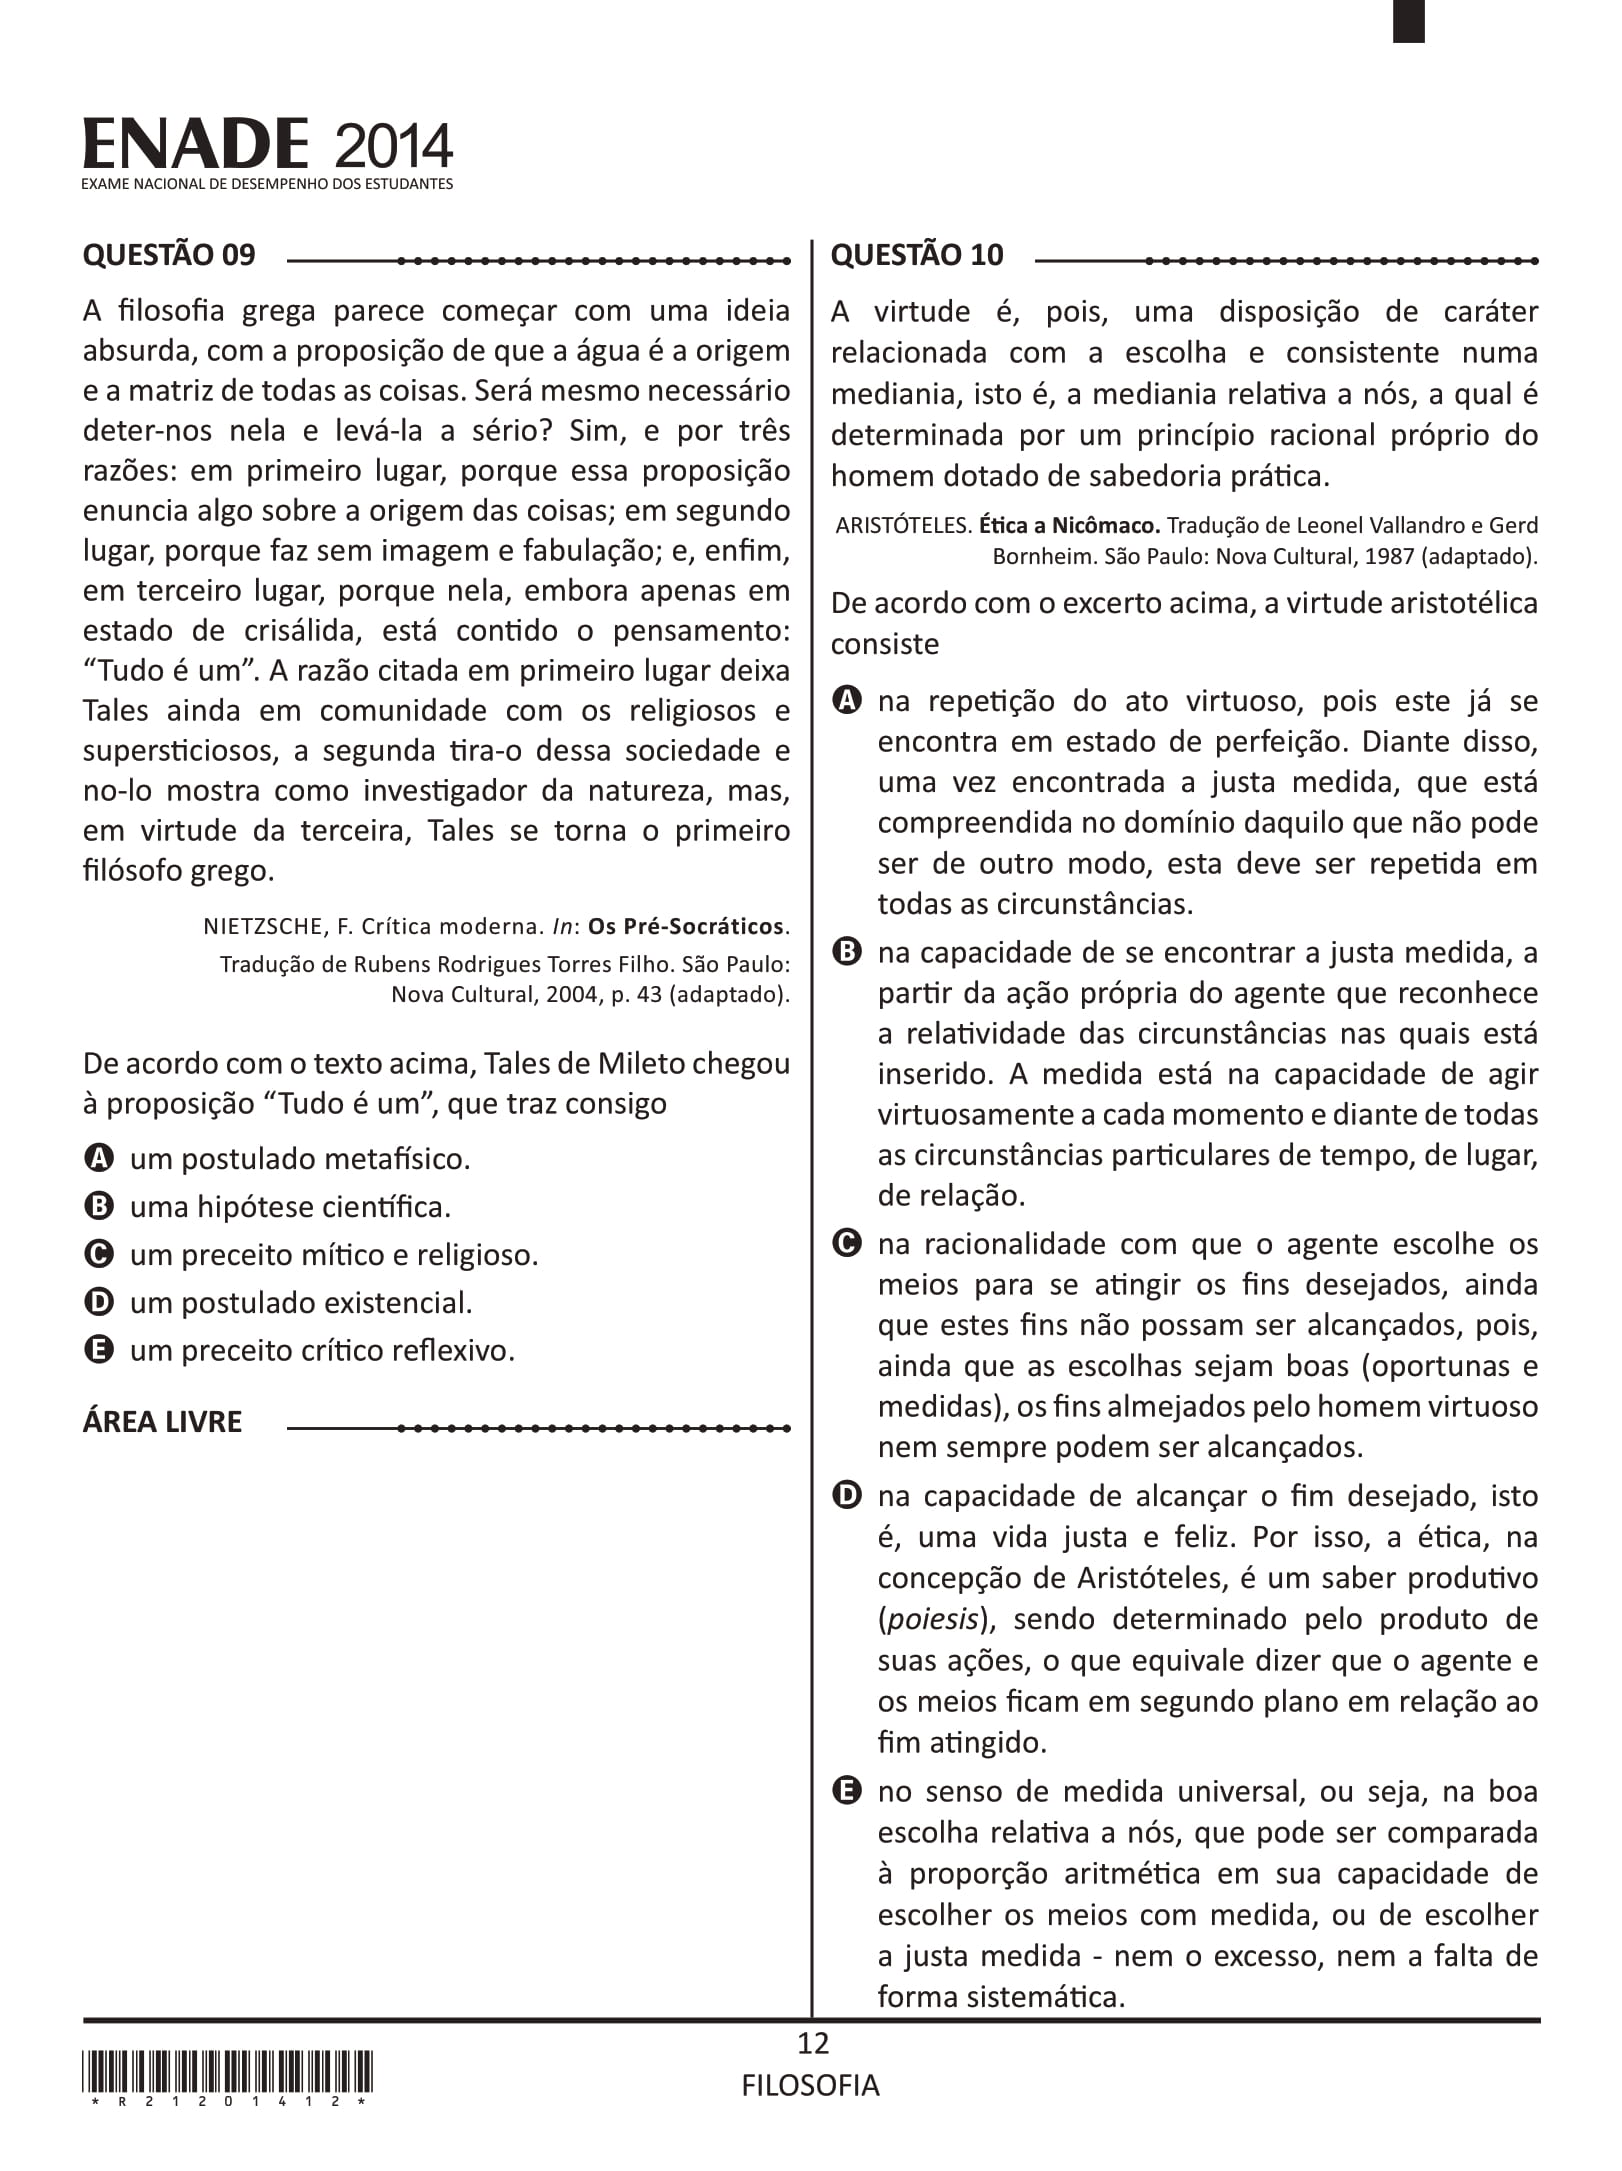 ENADE 2014
EXAME NACIONAL DE DESEMPENHO DOS ESTUDANTES
QUESTÃO 09
A filosofia grega parece começar com uma ideia
absurda, com a proposição de que a água é a origem
e a matriz de todas as coisas. Será mesmo necessário
deter-nos nela e levá-la a sério? Sim, e por três
razões: em primeiro lugar, porque essa proposição
enuncia algo sobre a origem das coisas; em segundo
lugar, porque faz sem imagem e fabulação; e, enfim,
em terceiro lugar, porque nela, embora apenas em
estado de crisálida, está contido o pensamento:
“Tudo é um”. A razão citada em primeiro lugar deixa
Tales ainda em comunidade com os religiosos e
supersticiosos, a segunda tira-o dessa sociedade e
no-lo mostra como investigador da natureza, mas,
em virtude da terceira, Tales se torna o primeiro
filósofo grego.
NIETZSCHE, F. Crítica moderna. In: Os Pré-Socráticos.
Tradução de Rubens Rodrigues Torres Filho. São Paulo:
Nova Cultural, 2004, p. 43 (adaptado).
De acordo com o texto acima, Tales de Mileto chegou
à proposição “Tudo é um”, que traz consigo
A um postulado metafísico.
B uma hipótese científica.
C um preceito mítico e religioso.
D um postulado existencial.
E um preceito crítico reflexivo.
ÁREA LIVRE
QUESTÃO 10
A virtude é, pois, uma disposição de caráter
relacionada com a escolha e consistente numa
mediania, isto é, a mediania relativa a nós, a qual é
determinada por um princípio racional próprio do
homem dotado de sabedoria prática.
ARISTÓTELES. Ética a Nicômaco. Tradução de Leonel Vallandro e Gerd
Bornheim. São Paulo: Nova Cultural, 1987 (adaptado).
De acordo com o excerto acima, a virtude aristotélica
consiste
A na repetição do ato virtuoso, pois este já se
encontra em estado de perfeição. Diante disso,
uma vez encontrada a justa medida, que está
compreendida no domínio daquilo que não pode
ser de outro modo, esta deve ser repetida em
todas as circunstâncias.
B na capacidade de se encontrar a justa medida, a
partir da ação própria do agente que reconhece
a relatividade das circunstâncias nas quais está
inserido. A medida está na capacidade de agir
virtuosamente a cada momento e diante de todas
as circunstâncias particulares de tempo, de lugar,
de relação.
C na racionalidade com que o agente escolhe os
meios para se atingir os fins desejados, ainda
que estes fins não possam ser alcançados, pois,
ainda que as escolhas sejam boas (oportunas e
medidas), os fins almejados pelo homem virtuoso
nem sempre podem ser alcançados.
D na capacidade de alcançar o fim desejado, isto
é, uma vida justa e feliz. Por isso, a ética, na
concepção de Aristóteles, é um saber produtivo
(poiesis), sendo determinado pelo produto de
suas ações, o que equivale dizer que o agente e
os meios ficam em segundo plano em relação ao
fim atingido.
E no senso de medida universal, ou seja, na boa
escolha relativa a nós, que pode ser comparada
à proporção aritmética em sua capacidade de
escolher os meios com medida, ou de escolher
a justa medida - nem o excesso, nem a falta de
forma sistemática.
12
FILOSOFIA
* R 2 1 2 0 1 4 1 2 *